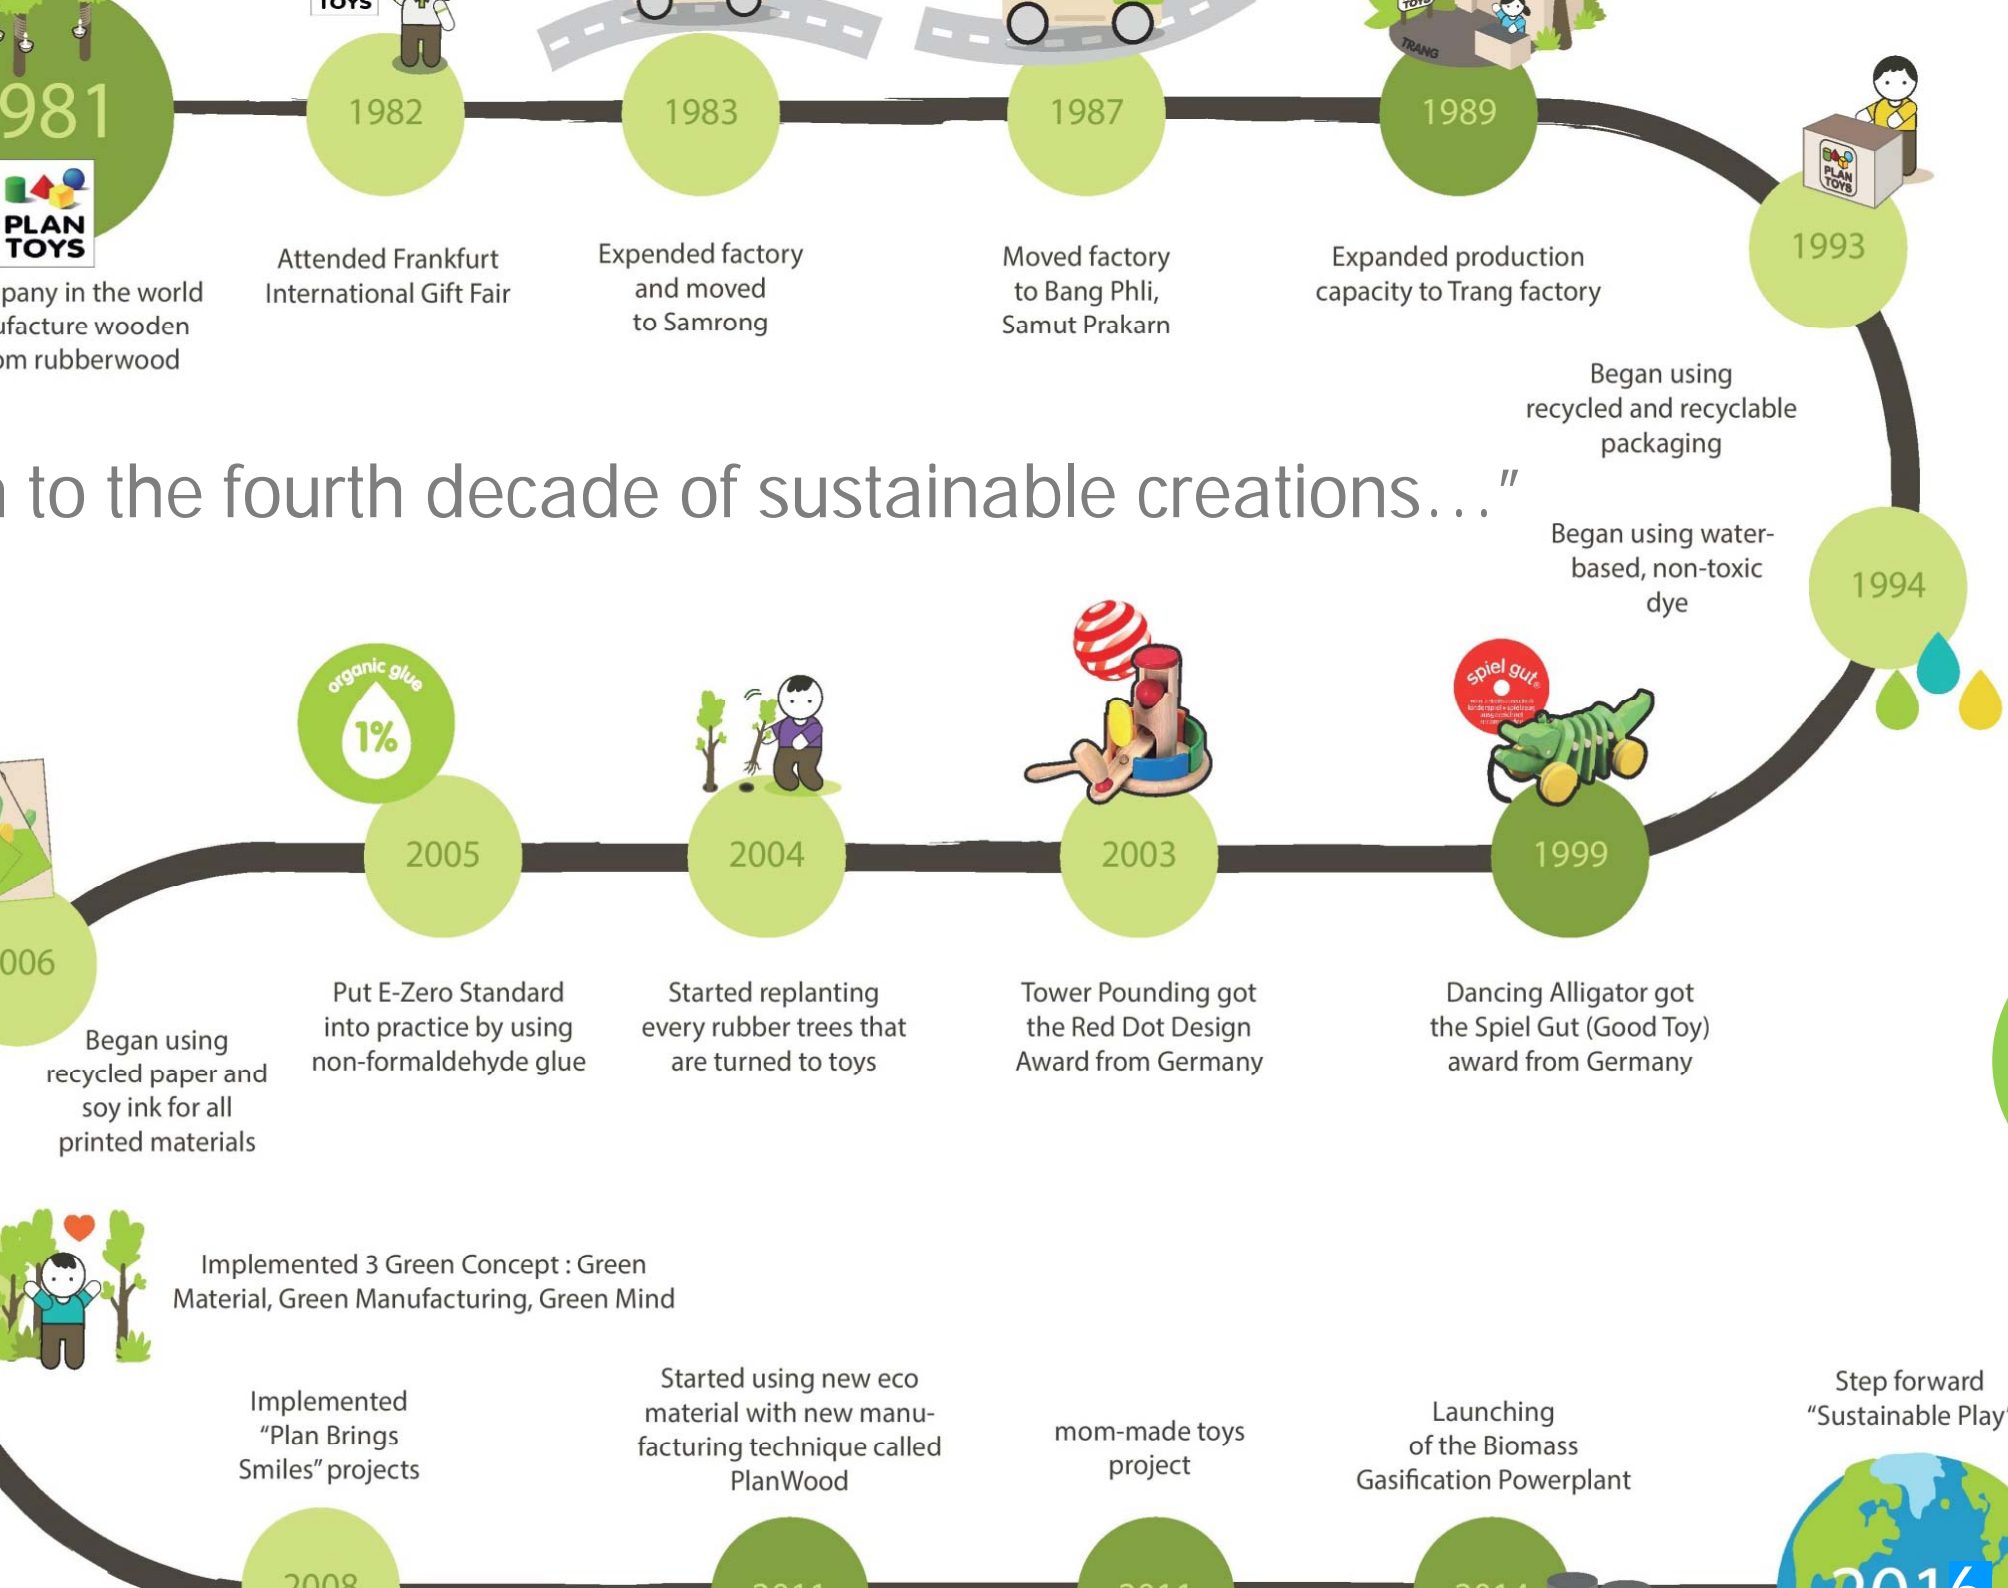 TOYS
981
1982
1983
1987
TOYS
TRANG
1989
PLAN
TOYS
1993
PLAN
TOYS
pany in the world
ufacture wooden
om rubberwood
Attended Frankfurt
International Gift Fair
Expended factory
and moved
to Samrong
Moved factory
to Bang Phli,
Samut Prakarn
Expanded production
capacity to Trang factory
Began using
recycled and recyclable
packaging
to the fourth decade of sustainable creations…"
Began using water-
based, non-toxic
dye
1994
organic glue
1%
spiel gut®
2005
2004
2003
1999
006
Began using
recycled paper and
soy ink for all
printed materials
Put E-Zero Standard
into practice by using
non-formaldehyde glue
Started replanting
every rubber trees that
are turned to toys
Tower Pounding got
the Red Dot Design
Award from Germany
Dancing Alligator got
the Spiel Gut (Good Toy)
award from Germany
Implemented 3 Green Concept : Green
Material, Green Manufacturing, Green Mind
Implemented
"Plan Brings
Smiles" projects
Started using new eco
material with new manu-
facturing technique called
PlanWood
mom-made toys
project
Launching
of the Biomass
Gasification Powerplant
Step forward
"Sustainable Play"
2008
2016